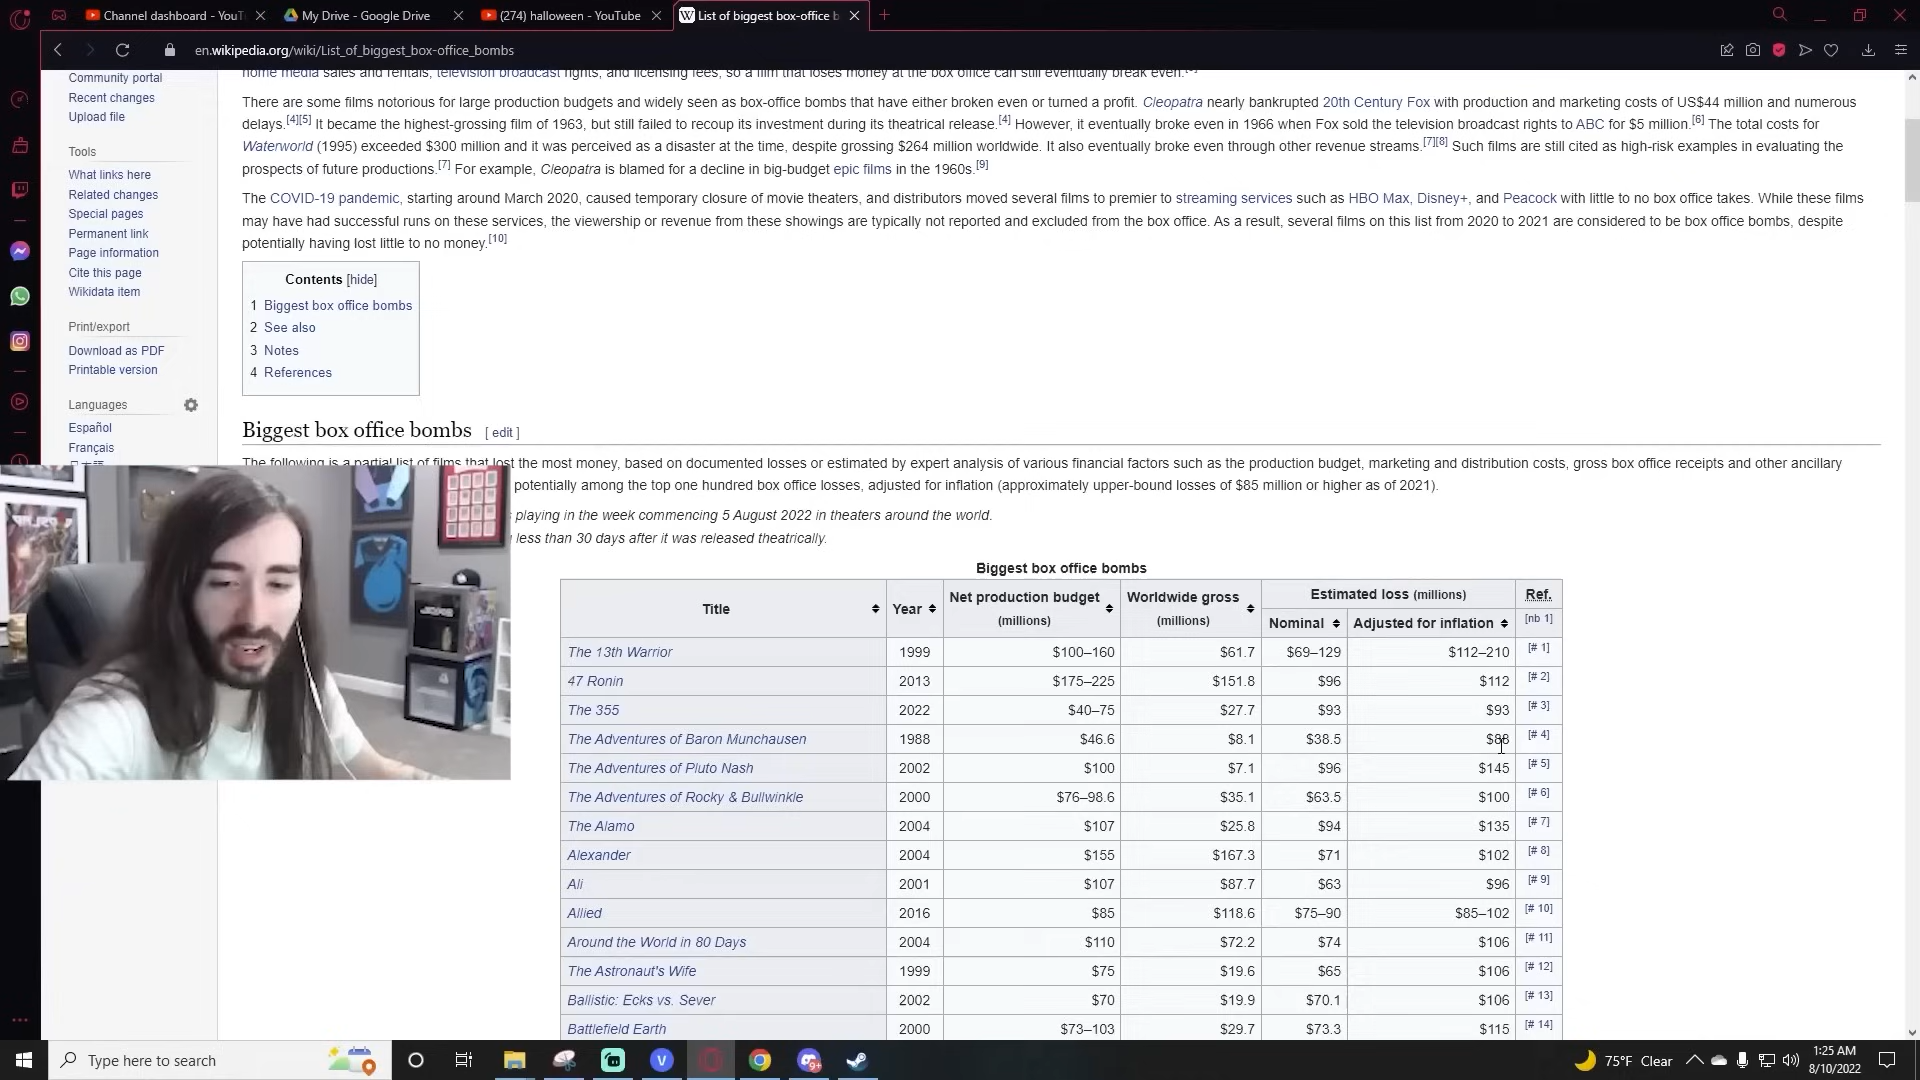 Channel dashboard - YouT
My Drive - Google Drive
(274) halloween - YouTube
List of biggest box-office b
en.wikipedia.org/wiki/List_of_biggest_box-office_bombs
Community portal
Recent changes
Upload file
Tools
What links here
Related changes
Special pages
Permanent link
Page information
Cite this page
Wikidata item
Print/export
Download as PDF
Printable version
Languages
Español
Français
home media sales and rentals, television broadcast rights, and licensing fees, so a film that loses money at the box office can still eventually break even.
There are some films notorious for large production budgets and widely seen as box-office bombs that have either broken even or turned a profit. Cleopatra nearly bankrupted 20th Century Fox with production and marketing costs of US$44 million and numerous
delays.[4][5] It became the highest-grossing film of 1963, but still failed to recoup its investment during its theatrical release.[4] However, it eventually broke even in 1966 when Fox sold the television broadcast rights to ABC for $5 million.[6] The total costs for
Waterworld (1995) exceeded $300 million and it was perceived as a disaster at the time, despite grossing $264 million worldwide. It also eventually broke even through other revenue streams.[7][8] Such films are still cited as high-risk examples in evaluating the
prospects of future productions.[7] For example, Cleopatra is blamed for a decline in big-budget epic films in the 1960s.[9]
The COVID-19 pandemic, starting around March 2020, caused temporary closure of movie theaters, and distributors moved several films to premier to streaming services such as HBO Max, Disney+, and Peacock with little to no box office takes. While these films
may have had successful runs on these services, the viewership or revenue from these showings are typically not reported and excluded from the box office. As a result, several films on this list from 2020 to 2021 are considered to be box office bombs, despite
potentially having lost little to no money.[10]
Contents [hide]
1 Biggest box office bombs
2 See also
3 Notes
4 References
Biggest box office bombs [ edit ]
The following is a partial list of films that lost the most money, based on documented losses or estimated by expert analysis of various financial factors such as the production budget, marketing and distribution costs, gross box office receipts and other ancillary
potentially among the top one hundred box office losses, adjusted for inflation (approximately upper-bound losses of $85 million or higher as of 2021).
playing in the week commencing 5 August 2022 in theaters around the world.
less than 30 days after it was released theatrically.
Biggest box office bombs
Title Year Net production budget (millions) Worldwide gross (millions) Estimated loss (millions) Ref.
Nominal Adjusted for inflation [nb 1]
The 13th Warrior 1999 $100–160 $61.7 $69–129 $112–210 [# 1]
47 Ronin 2013 $175–225 $151.8 $96 $112 [# 2]
The 355 2022 $40–75 $27.7 $93 $93 [# 3]
The Adventures of Baron Munchausen 1988 $46.6 $8.1 $38.5 $88 [# 4]
The Adventures of Pluto Nash 2002 $100 $7.1 $96 $145 [# 5]
The Adventures of Rocky & Bullwinkle 2000 $76–98.6 $35.1 $63.5 $100 [# 6]
The Alamo 2004 $107 $25.8 $94 $135 [# 7]
Alexander 2004 $155 $167.3 $71 $102 [# 8]
Ali 2001 $107 $87.7 $63 $96 [# 9]
Allied 2016 $85 $118.6 $75–90 $85–102 [# 10]
Around the World in 80 Days 2004 $110 $72.2 $74 $106 [# 11]
The Astronaut's Wife 1999 $75 $19.6 $65 $106 [# 12]
Ballistic: Ecks vs. Sever 2002 $70 $19.9 $70.1 $106 [# 13]
Battlefield Earth 2000 $73–103 $29.7 $73.3 $115 [# 14]
Type here to search
9+
75°F Clear
1:25 AM
8/10/2022